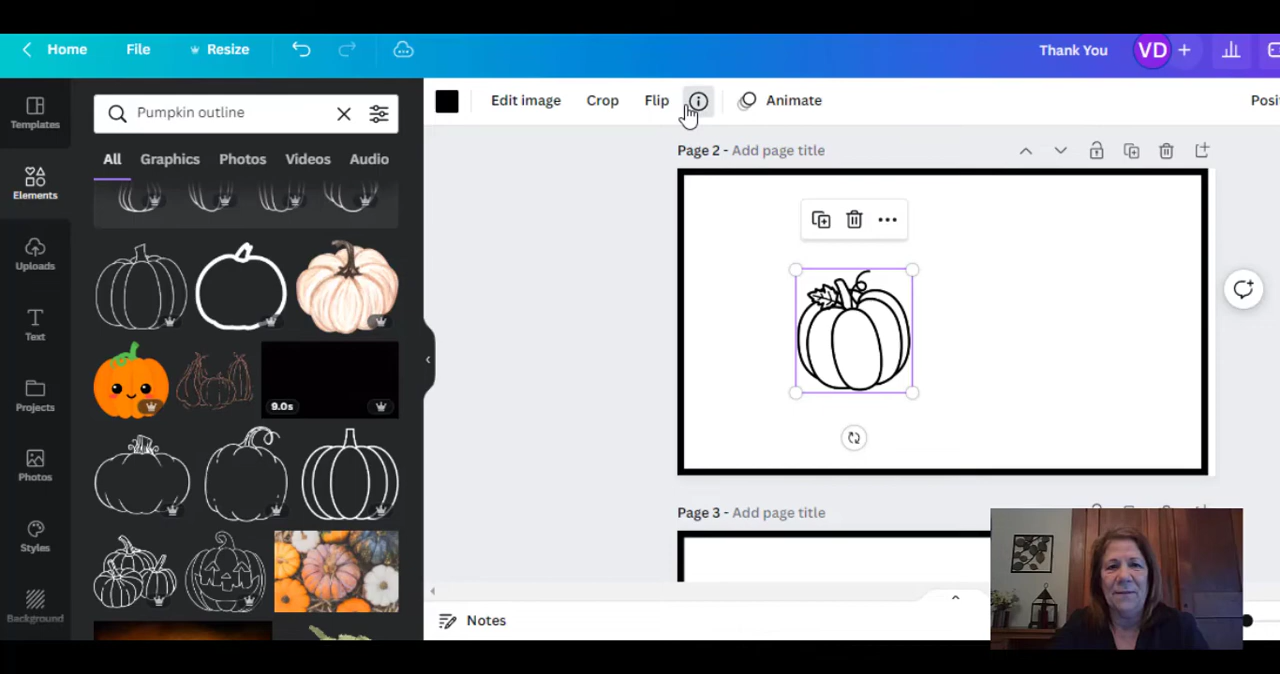 Home File Resize Thank You VD
Templates Pumpkin outline Edit image Crop Flip Animate Posi
All Graphics Photos Videos Audio
Page 2 - Add page title
Elements
Uploads
Text
9.0s
Projects
Photos
Page 3 - Add page title
Styles
Background
Notes